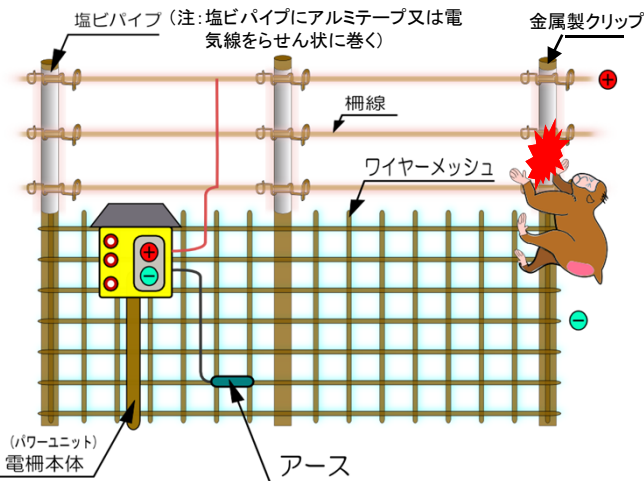 塩ビパイプ
(注:塩ビパイプにアルミテープ又は電
気線をらせん状に巻く)
金属製クリップ
+
柵線
ワイヤーメッシュ
+
−
−
(パワーユニット)
電柵本体
アース